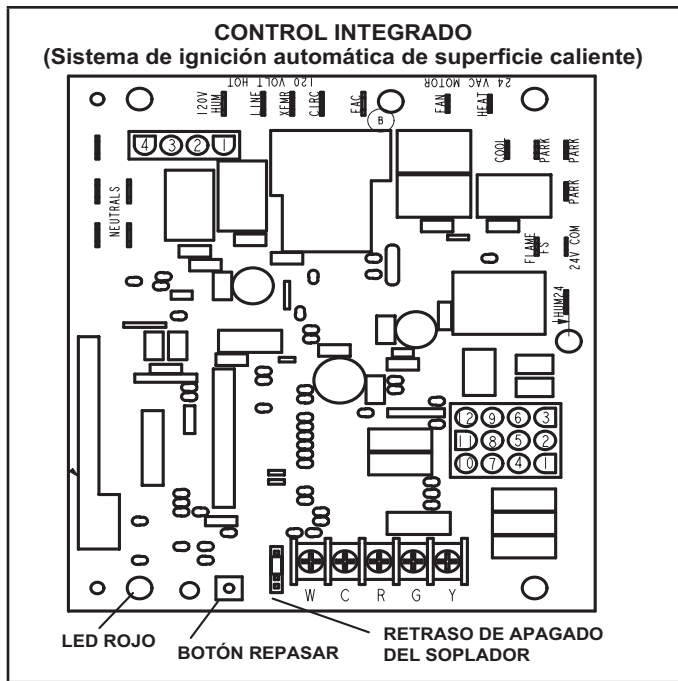 CONTROL INTEGRADO
(Sistema de ignición automática de superficie caliente)
120 VOLT HOT
24 VAC MOTOR
120V
HUM
LINE
XFMR
CIRC
EAC
FAN
HEAT
B
4 3 2 1
COOL
PARK
PARK
PARK
NEUTRALS
FLAME
FS
24V COM
HUM24
12 9 6 3
11 8 5 2
10 7 4 1
W C R G Y
LED ROJO
BOTÓN REPASAR
RETRASO DE APAGADO
DEL SOPLADOR